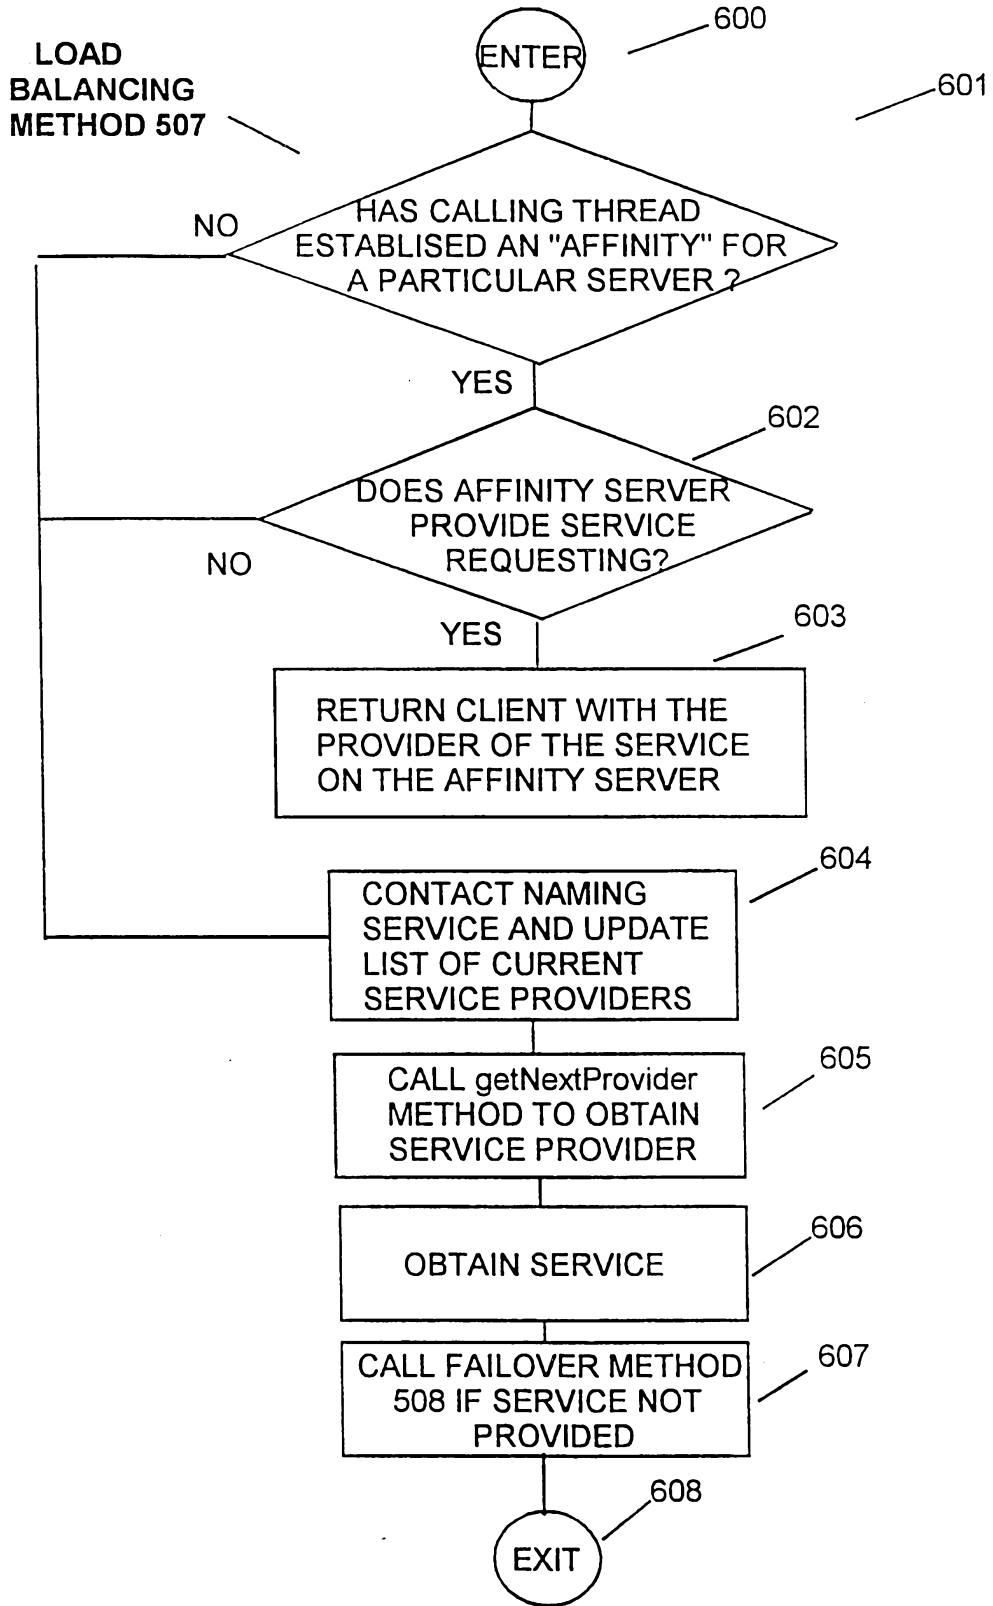 600
ENTER
LOAD
BALANCING
METHOD 507
601
HAS CALLING THREAD
ESTABLISED AN "AFFINITY" FOR
A PARTICULAR SERVER ?
NO
YES
602
DOES AFFINITY SERVER
PROVIDE SERVICE
REQUESTING?
NO
YES
603
RETURN CLIENT WITH THE
PROVIDER OF THE SERVICE
ON THE AFFINITY SERVER
604
CONTACT NAMING
SERVICE AND UPDATE
LIST OF CURRENT
SERVICE PROVIDERS
605
CALL getNextProvider
METHOD TO OBTAIN
SERVICE PROVIDER
606
OBTAIN SERVICE
607
CALL FAILOVER METHOD
508 IF SERVICE NOT
PROVIDED
608
EXIT